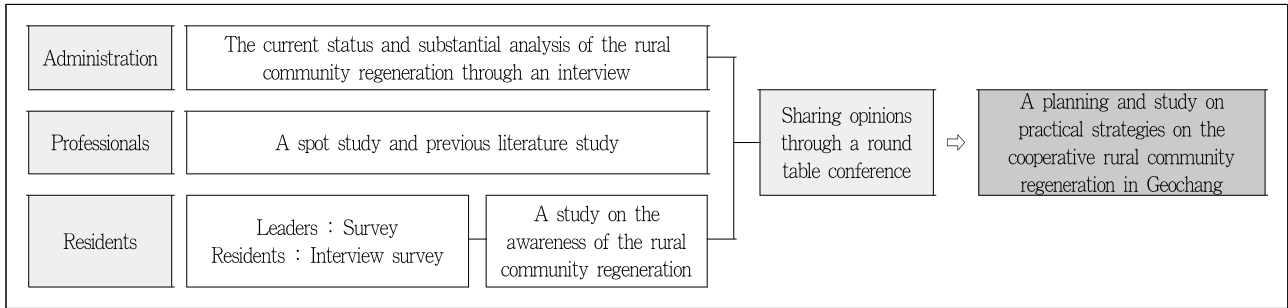 Administration
The current status and substantial analysis of the rural
community regeneration through an interview
Professionals
A spot study and previous literature study
Residents
Leaders : Survey
Residents : Interview survey
A study on the
awareness of the rural
community regeneration
Sharing opinions
through a round
table conference
⇨
A planning and study on
practical strategies on the
cooperative rural community
regeneration in Geochang